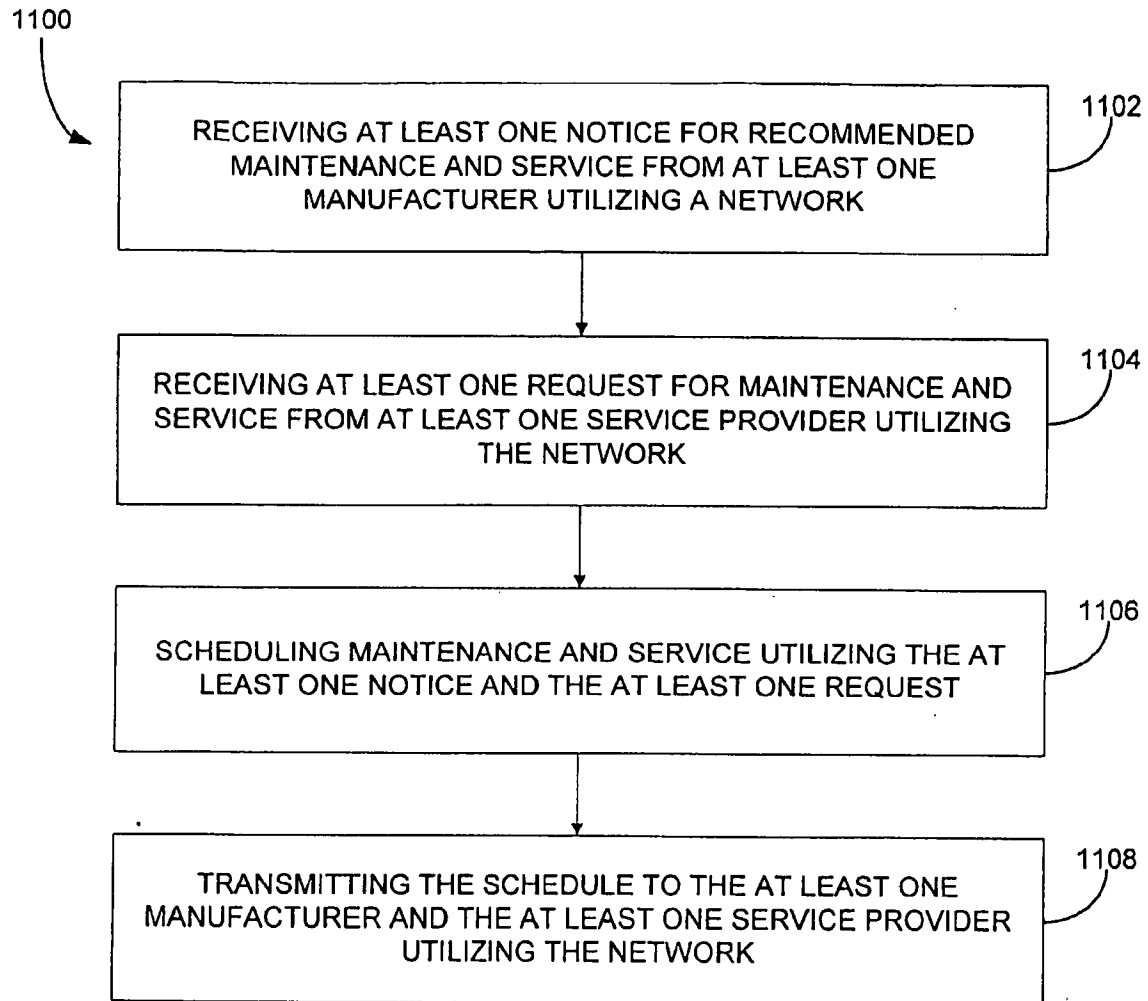 1100
1102
RECEIVING AT LEAST ONE NOTICE FOR RECOMMENDED
MAINTENANCE AND SERVICE FROM AT LEAST ONE
MANUFACTURER UTILIZING A NETWORK
1104
RECEIVING AT LEAST ONE REQUEST FOR MAINTENANCE AND
SERVICE FROM AT LEAST ONE SERVICE PROVIDER UTILIZING
THE NETWORK
1106
SCHEDULING MAINTENANCE AND SERVICE UTILIZING THE AT
LEAST ONE NOTICE AND THE AT LEAST ONE REQUEST
1108
TRANSMITTING THE SCHEDULE TO THE AT LEAST ONE
MANUFACTURER AND THE AT LEAST ONE SERVICE PROVIDER
UTILIZING THE NETWORK